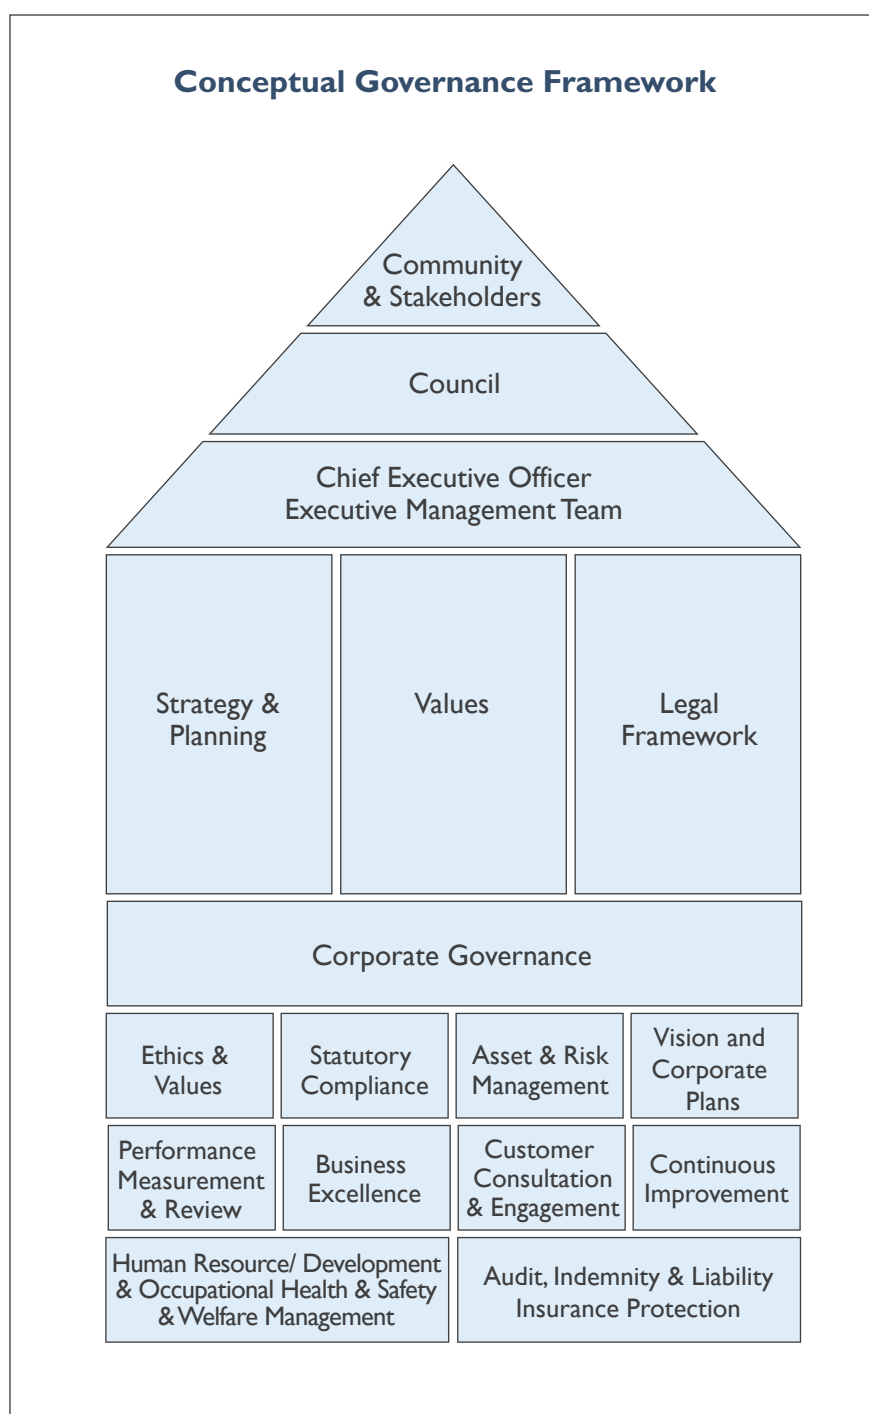 Conceptual Governance Framework
Community
& Stakeholders
Council
Chief Executive Officer
Executive Management Team
Strategy &
Planning
Values
Legal
Framework
Corporate Governance
Ethics &
Values
Statutory
Compliance
Asset & Risk
Management
Vision and
Corporate
Plans
Performance
Measurement
& Review
Business
Excellence
Customer
Consultation
& Engagement
Continuous
Improvement
Human Resource/ Development
& Occupational Health & Safety
& Welfare Management
Audit, Indemnity & Liability
Insurance Protection